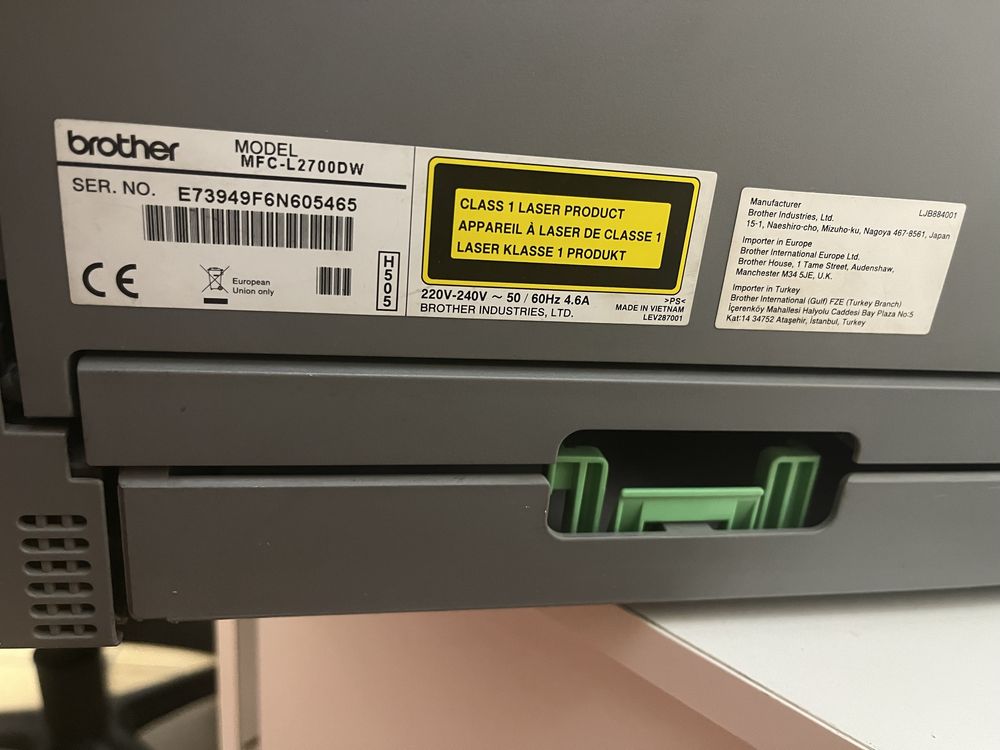 brother
MODEL
MFC-L2700DW
SER. NO. E73949F6N605465
European
Union only
H505
CLASS 1 LASER PRODUCT
APPAREIL À LASER DE CLASSE 1
LASER KLASSE 1 PRODUKT
220V-240V ~ 50 / 60Hz 4.6A
BROTHER INDUSTRIES, LTD.
>PS<
MADE IN VIETNAM
LEV287001
Manufacturer LJB884001
Brother Industries, Ltd.
15-1, Naeshiro-cho, Mizuho-ku, Nagoya 467-8561, Japan
Importer in Europe
Brother International Europe Ltd.
Brother House, 1 Tame Street, Audenshaw,
Manchester M34 5JE, U.K.
Importer in Turkey
Brother International (Gulf) FZE (Turkey Branch)
İçerenköy Mahallesi Halyolu Caddesi Bay Plaza No:5
Kat:14 34752 Ataşehir, İstanbul, Turkey